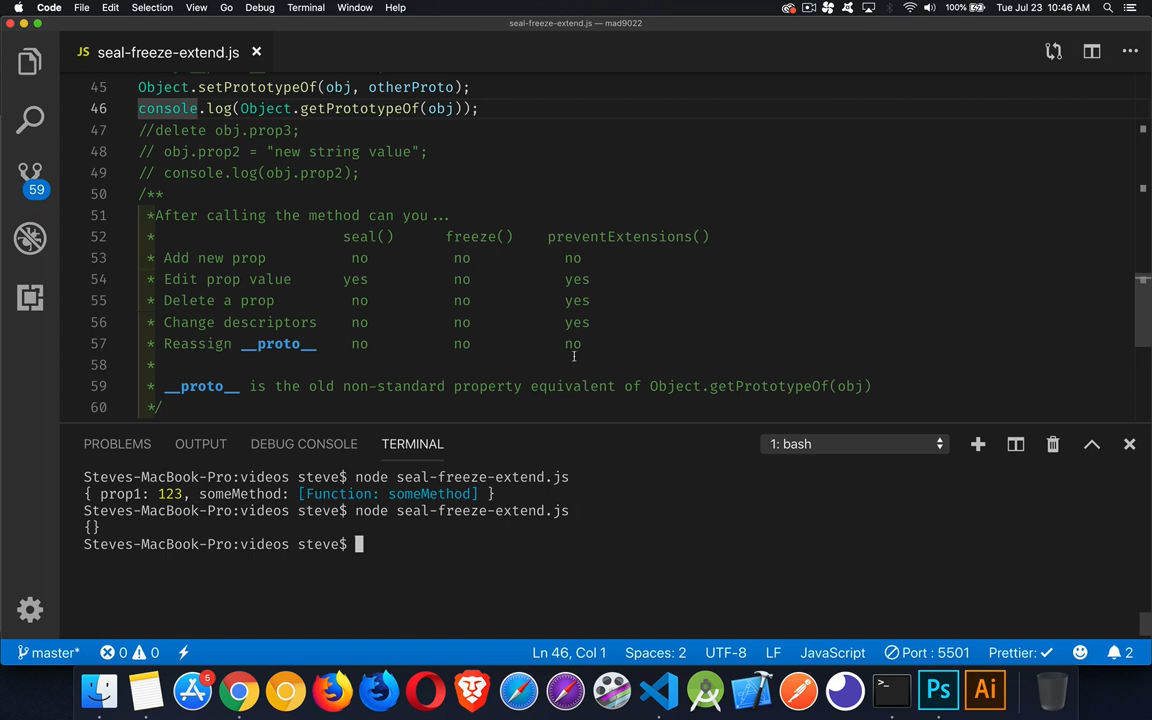 Code File Edit Selection View Go Debug Terminal Window Help 100% Tue Jul 23 10:46 AM
seal-freeze-extend.js — mad9022
JS seal-freeze-extend.js ×
45 Object.setPrototypeOf(obj, otherProto);
46 console.log(Object.getPrototypeOf(obj));
47 //delete obj.prop3;
48 // obj.prop2 = "new string value";
49 // console.log(obj.prop2);
50 /**
51 *After calling the method can you...
52 * seal() freeze() preventExtensions()
53 * Add new prop no no no
54 * Edit prop value yes no yes
55 * Delete a prop no no yes
56 * Change descriptors no no yes
57 * Reassign __proto__ no no no
58 *
59 * __proto__ is the old non-standard property equivalent of Object.getPrototypeOf(obj)
60 */
59
PROBLEMS OUTPUT DEBUG CONSOLE TERMINAL 1: bash
Steves-MacBook-Pro:videos steve$ node seal-freeze-extend.js
{ prop1: 123, someMethod: [Function: someMethod] }
Steves-MacBook-Pro:videos steve$ node seal-freeze-extend.js
{}
Steves-MacBook-Pro:videos steve$
master* 0 0 Ln 46, Col 1 Spaces: 2 UTF-8 LF JavaScript Port : 5501 Prettier: ✓ 2
5
>_ Ps Ai